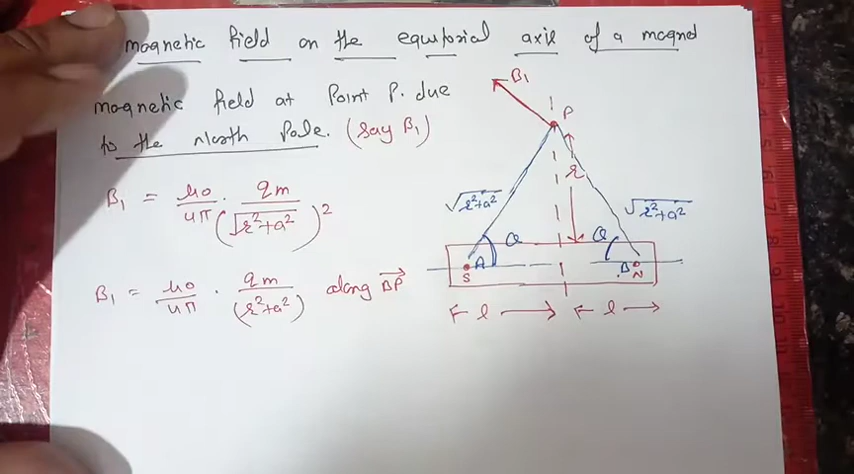 magnetic field on the equitorial axis of a magnet
magnetic field at Point P. due
to the North Pole. (say B₁)
B₁ = μ₀/4π · qm/(√r²+a²)²
B₁ = μ₀/4π · qm/(r²+a²) along BP→
B₁
P
r
√r²+a²
√r²+a²
θ
θ
A
B
S
N
l
l